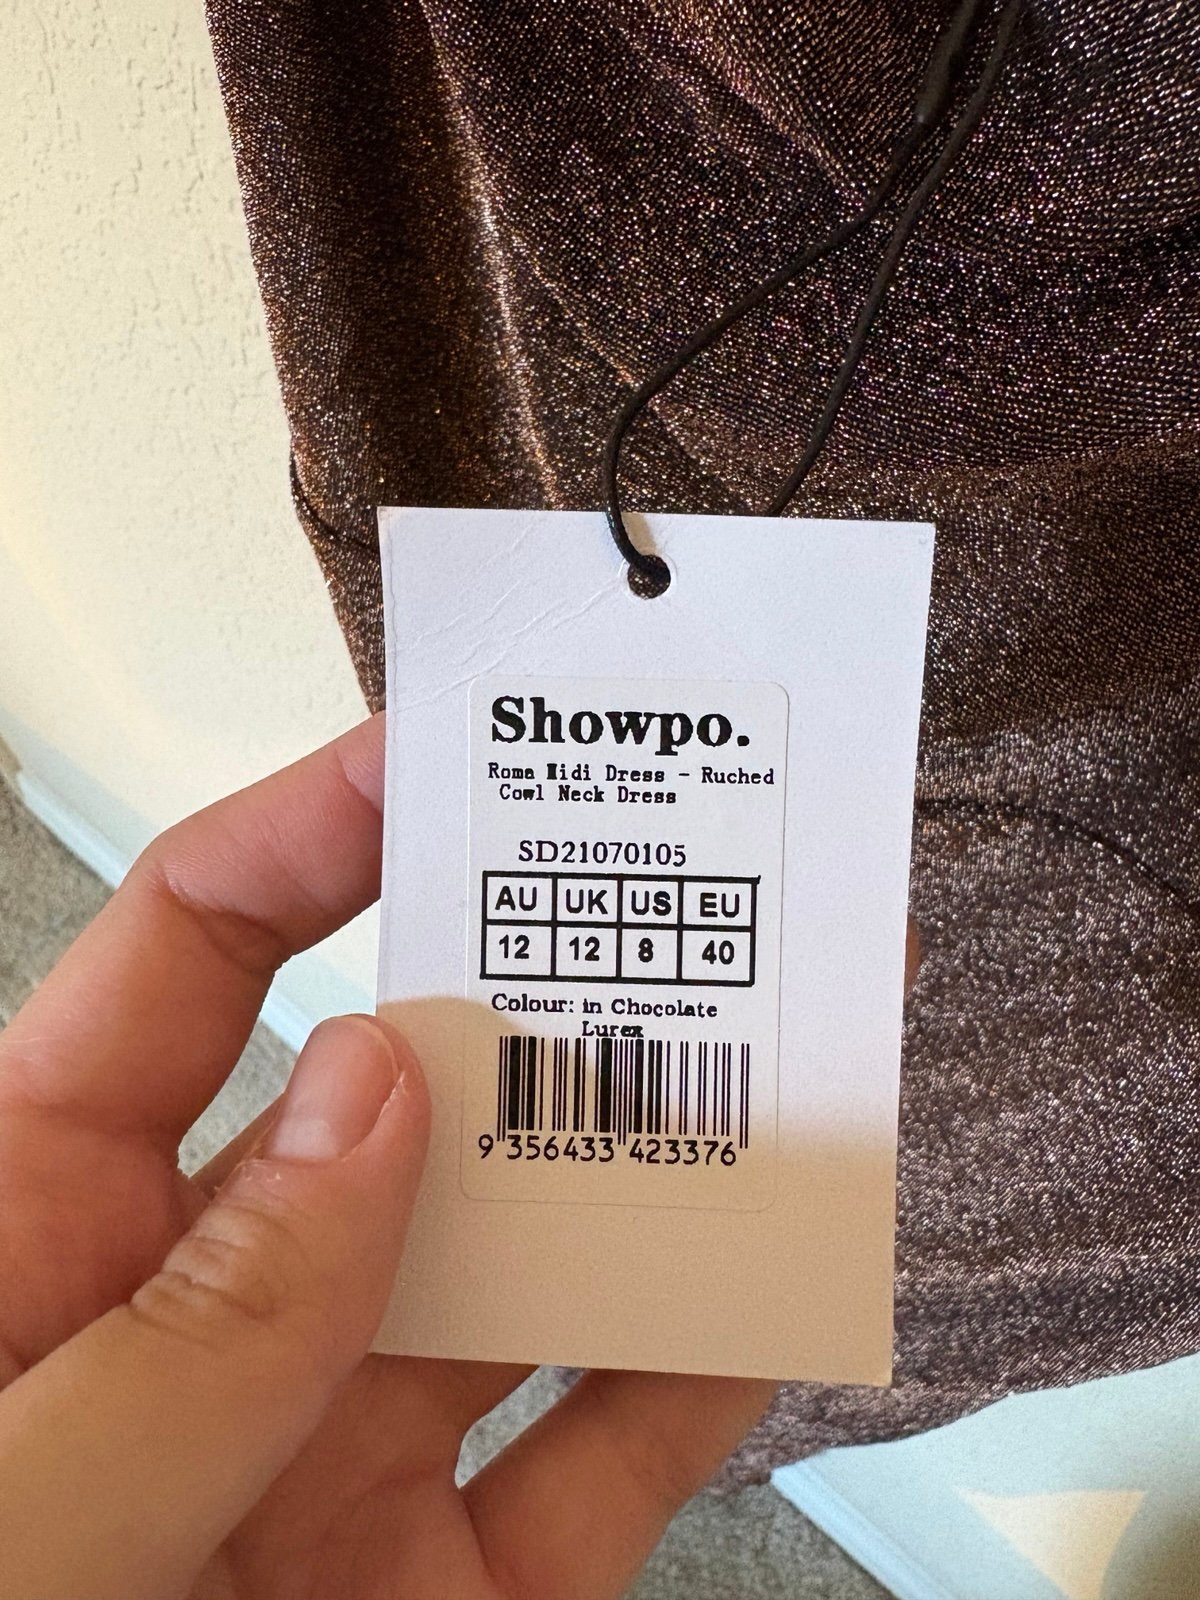 Showpo.
Roma Midi Dress - Ruched
Cowl Neck Dress
SD21070105
AU UK US EU
12 12 8 40
Colour: in Chocolate
Lurex
9 356433 423376